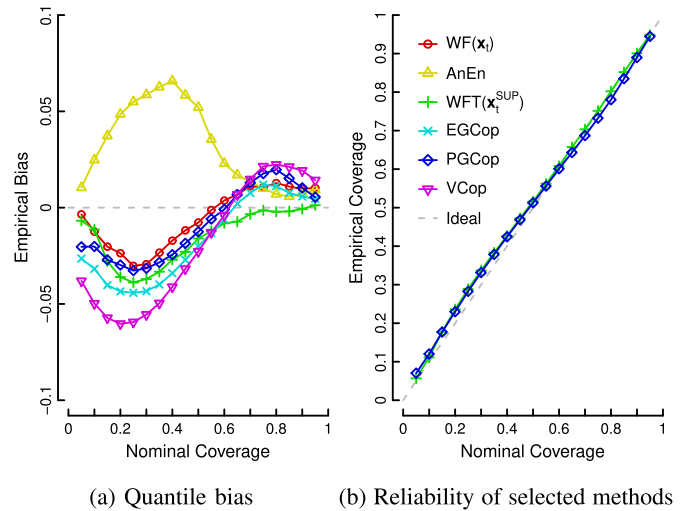 0.1
0.05
0
−0.05
−0.1
Empirical Bias
0 0.2 0.4 0.6 0.8 1
Nominal Coverage
(a) Quantile bias
1
0.9
0.8
0.7
0.6
0.5
0.4
0.3
0.2
0.1
0
Empirical Coverage
WF(xₜ)
AnEn
WFT(xₜSUP)
EGCop
PGCop
VCop
Ideal
0 0.2 0.4 0.6 0.8 1
Nominal Coverage
(b) Reliability of selected methods